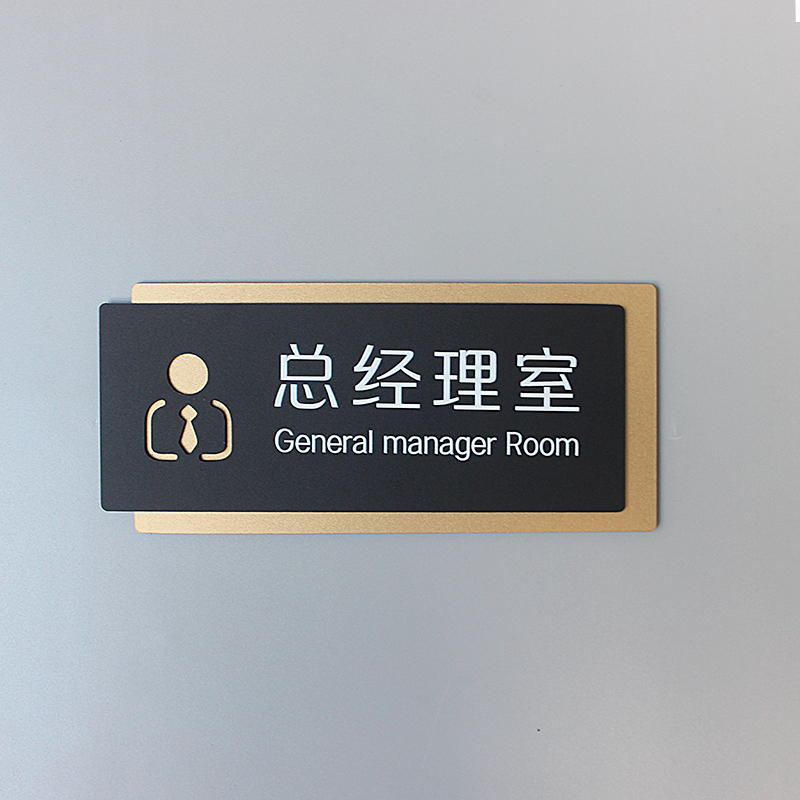 总经理室
General manager Room